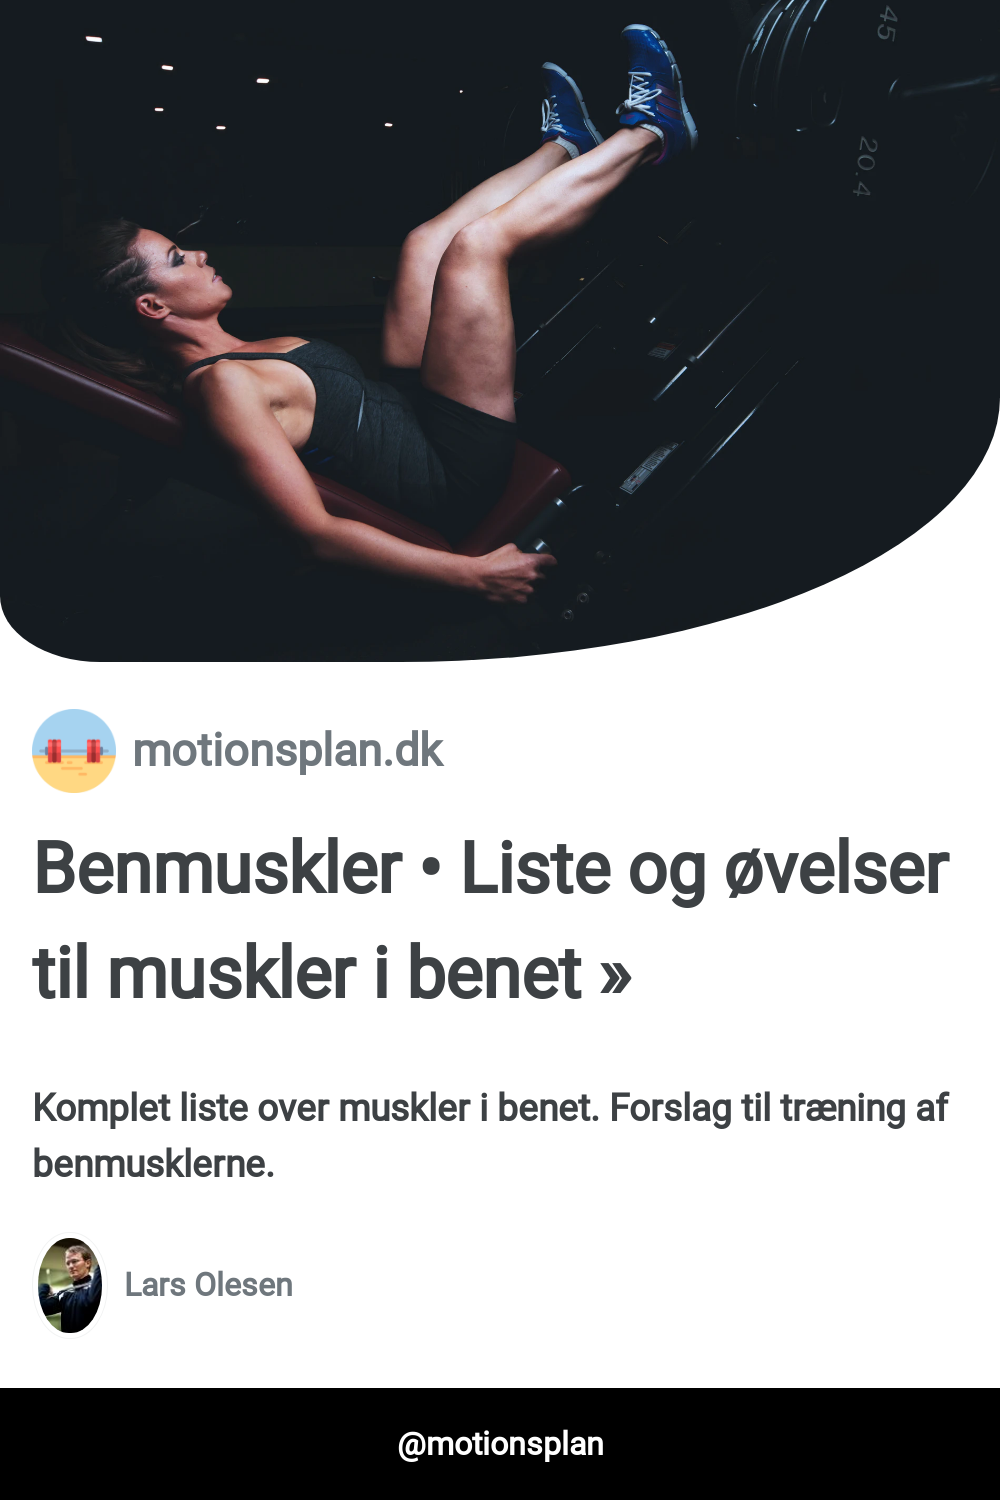 45
20.4
motionsplan.dk
Benmuskler • Liste og øvelser
til muskler i benet »
Komplet liste over muskler i benet. Forslag til træning af
benmusklerne.
Lars Olesen
@motionsplan